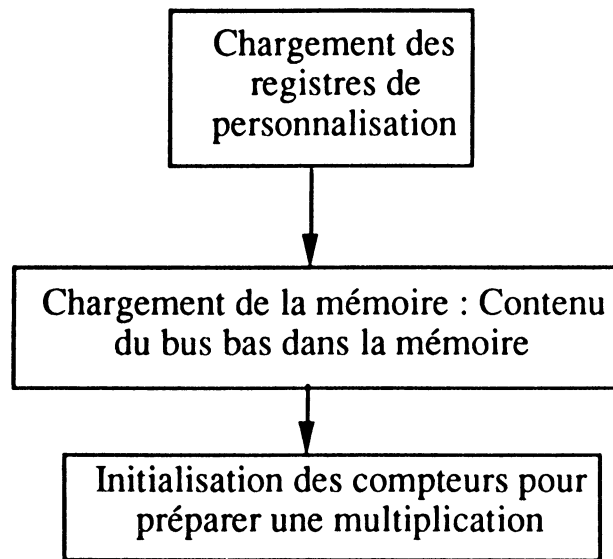 Chargement des
registres de
personnalisation
Chargement de la mémoire : Contenu
du bus bas dans la mémoire
Initialisation des compteurs pour
préparer une multiplication